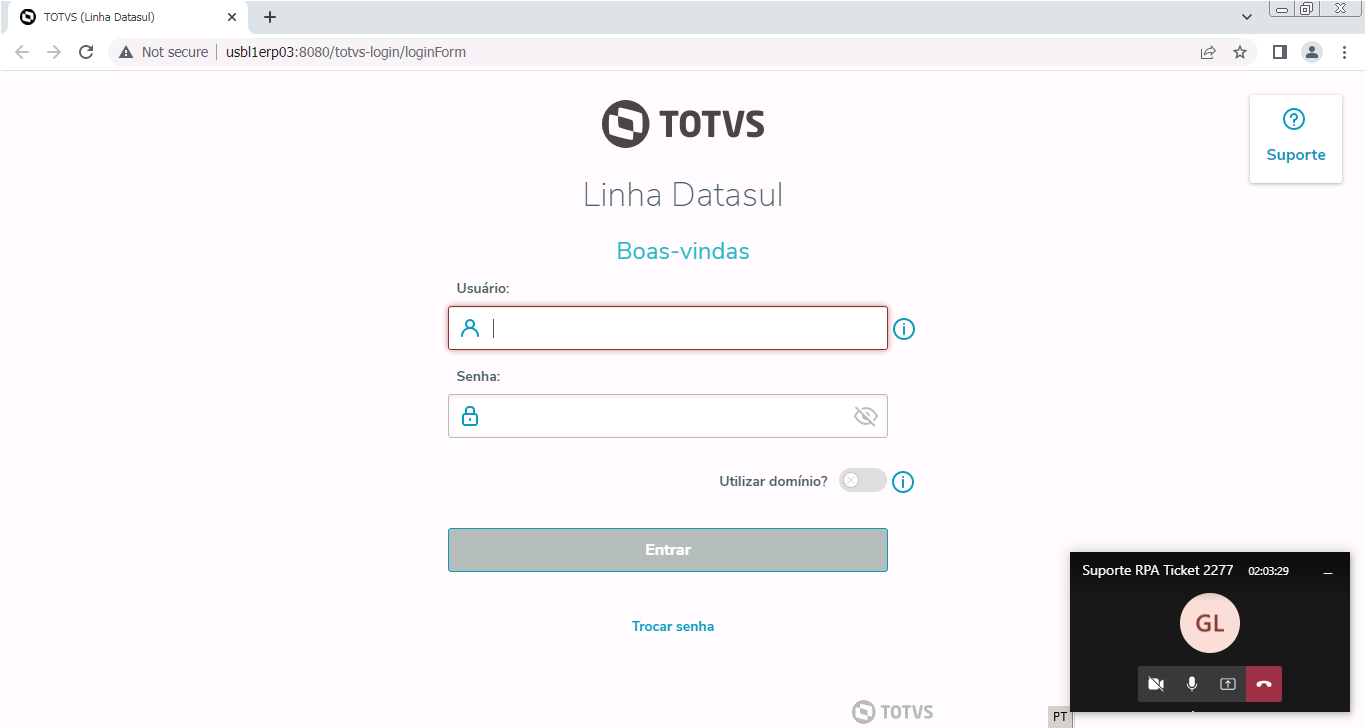 TOTVS (Linha Datasul)
Not secure
usbl1erp03:8080/totvs-login/loginForm
TOTVS
Suporte
Linha Datasul
Boas-vindas
Usuário:
Senha:
Utilizar domínio?
Entrar
Suporte RPA Ticket 2277 02:03:29
GL
Trocar senha
TOTVS
PT